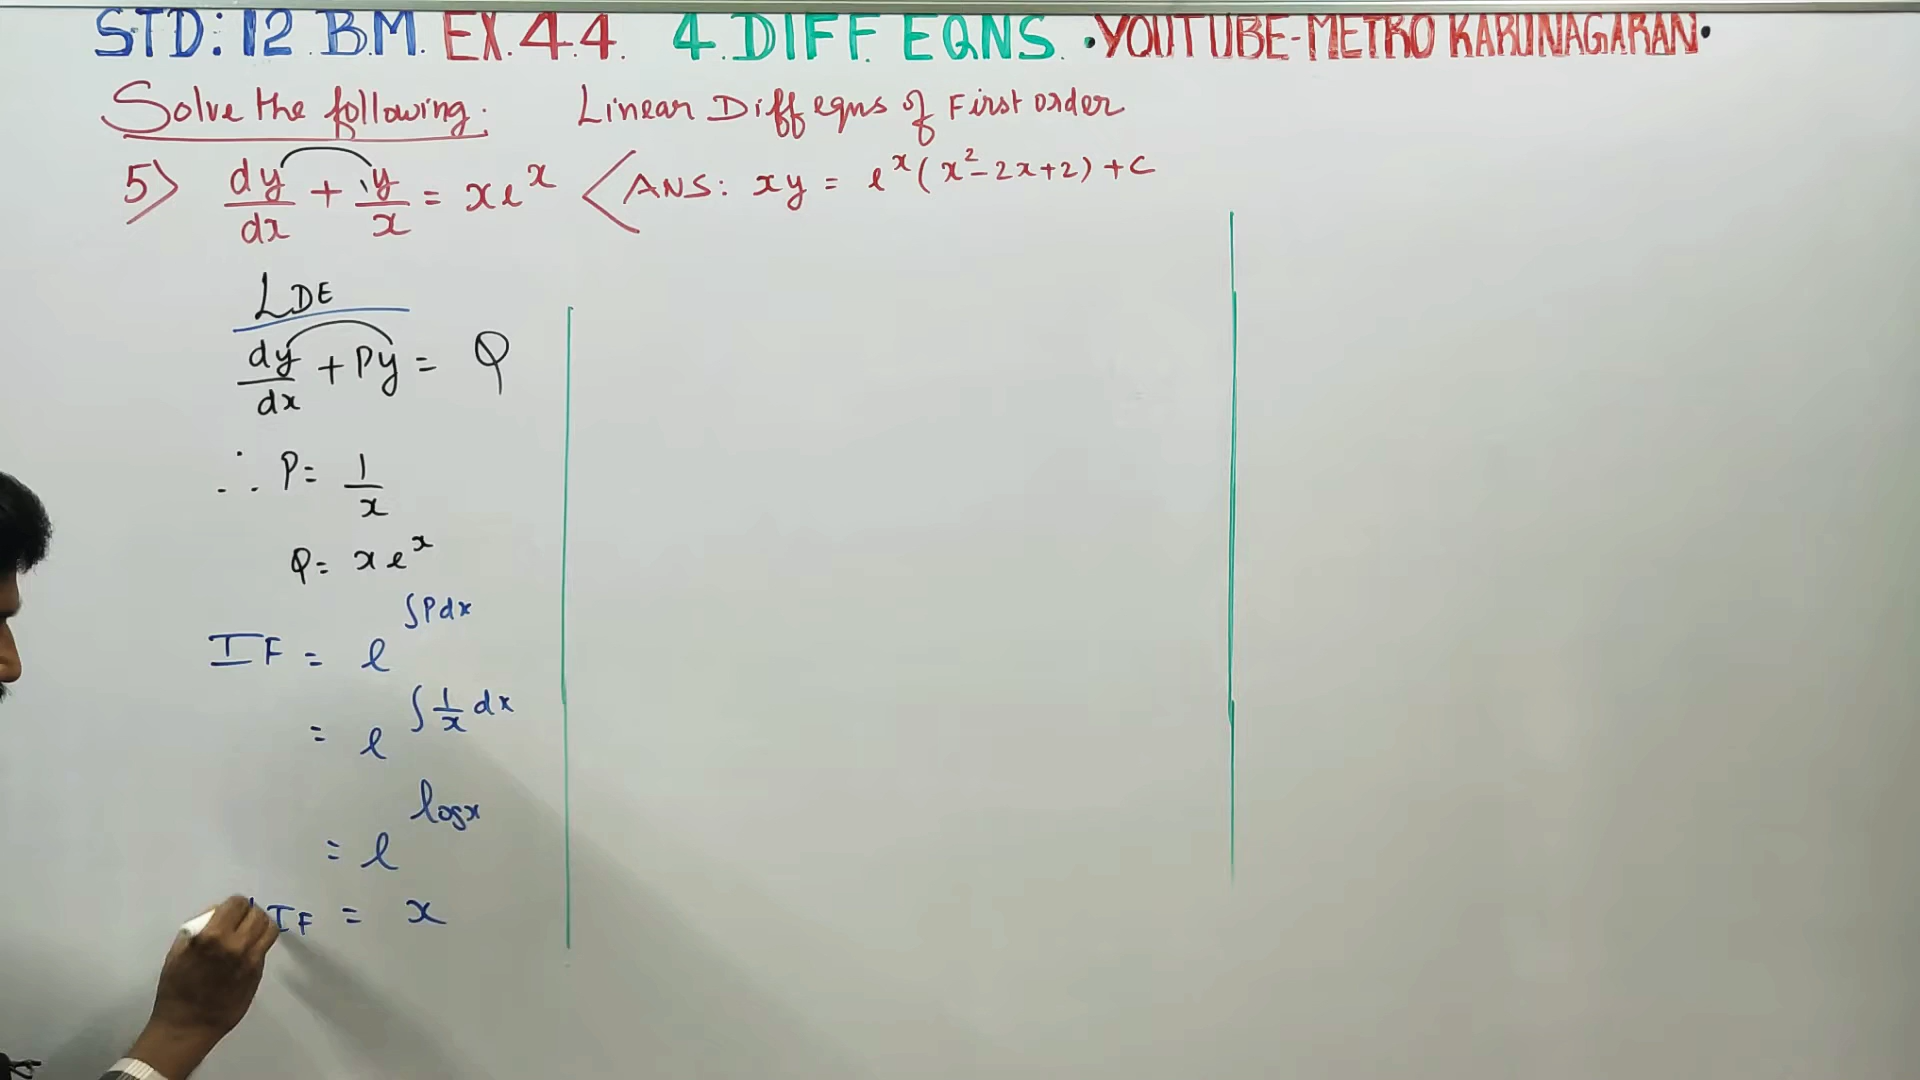 STD: 12 B.M. EX.4.4. 4. DIFF EQNS. •YOUTUBE-METRO KARUNAGARAN•
Solve the following. Linear Diff eqns of First order
5) dy/dx + y/x = xe^x < ANS: xy = e^x(x^2-2x+2)+c
LDE
dy/dx + Py = Q
∴ P = 1/x
Q = xe^x
IF = e^∫Pdx
= e^∫1/x dx
= e^logx
IF = x